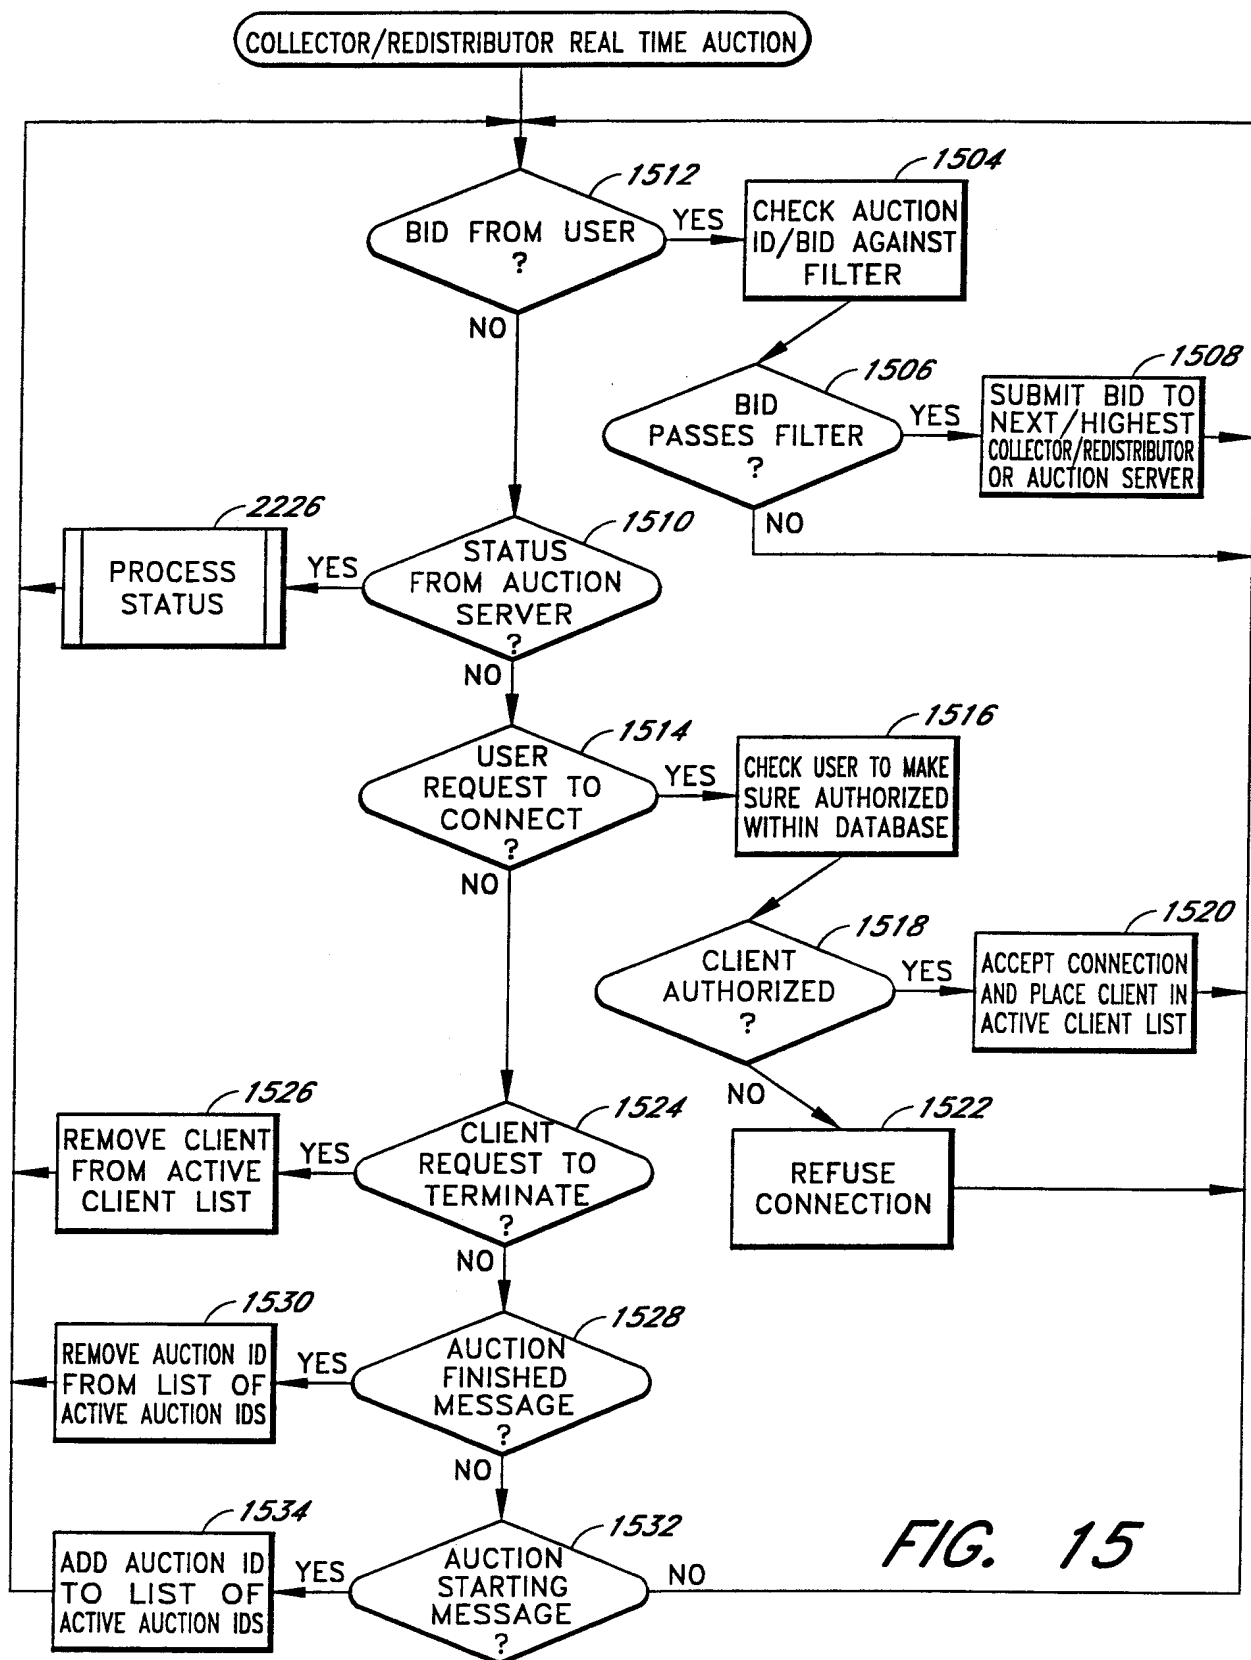 COLLECTOR/REDISTRIBUTOR REAL TIME AUCTION
1512
BID FROM USER
?
YES
NO
1504
CHECK AUCTION
ID/BID AGAINST
FILTER
1506
BID
PASSES FILTER
?
YES
NO
1508
SUBMIT BID TO
NEXT/HIGHEST
COLLECTOR/REDISTRIBUTOR
OR AUCTION SERVER
2226
PROCESS
STATUS
YES
1510
STATUS
FROM AUCTION
SERVER
?
NO
1514
USER
REQUEST TO
CONNECT
?
YES
NO
1516
CHECK USER TO MAKE
SURE AUTHORIZED
WITHIN DATABASE
1518
CLIENT
AUTHORIZED
?
YES
NO
1520
ACCEPT CONNECTION
AND PLACE CLIENT IN
ACTIVE CLIENT LIST
1522
REFUSE
CONNECTION
1526
REMOVE CLIENT
FROM ACTIVE
CLIENT LIST
YES
1524
CLIENT
REQUEST TO
TERMINATE
?
NO
1530
REMOVE AUCTION ID
FROM LIST OF
ACTIVE AUCTION IDS
YES
1528
AUCTION
FINISHED
MESSAGE
?
NO
1534
ADD AUCTION ID
TO LIST OF
ACTIVE AUCTION IDS
YES
1532
AUCTION
STARTING
MESSAGE
?
NO
FIG. 15